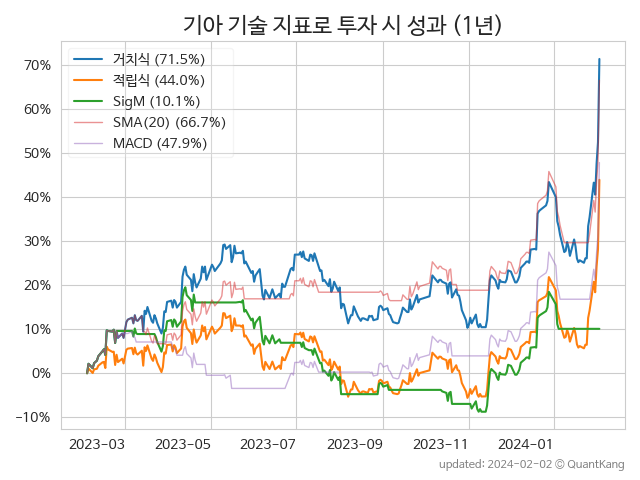 기아 기술 지표로 투자 시 성과 (1년)
거치식 (71.5%)
적립식 (44.0%)
SigM (10.1%)
SMA(20) (66.7%)
MACD (47.9%)
70%
60%
50%
40%
30%
20%
10%
0%
−10%
2023−03 2023−05 2023−07 2023−09 2023−11 2024−01
updated: 2024−02−02 © QuantKang